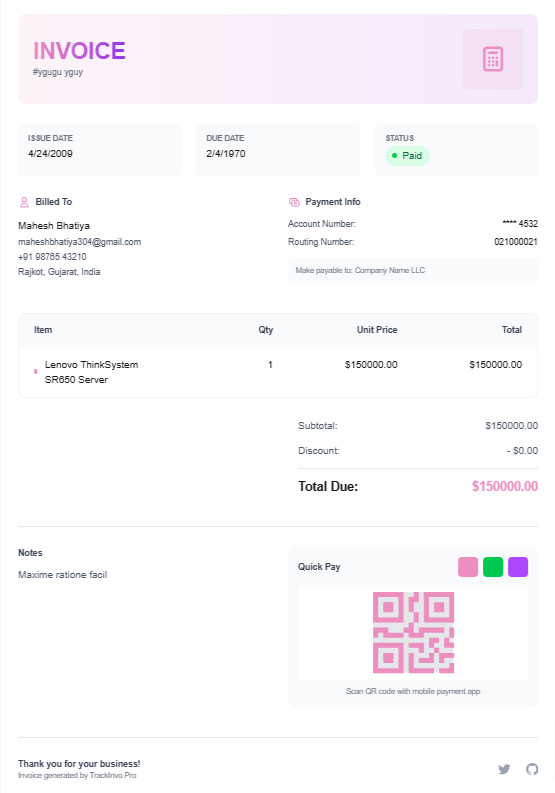 INVOICE
#ygugu yguy
ISSUE DATE
4/24/2009
DUE DATE
2/4/1970
STATUS
Paid
Billed To
Mahesh Bhatiya
maheshbhatiya304@gmail.com
+91 98765 43210
Rajkot, Gujarat, India
Payment Info
Account Number: **** 4532
Routing Number: 021000021
Make payable to: Company Name LLC
Item Qty Unit Price Total
Lenovo ThinkSystem 1 $150000.00 $150000.00
SR650 Server
Subtotal: $150000.00
Discount: - $0.00
Total Due: $150000.00
Notes
Maxime ratione facil
Quick Pay
Scan QR code with mobile payment app
Thank you for your business!
Invoice generated by TrackInvo Pro